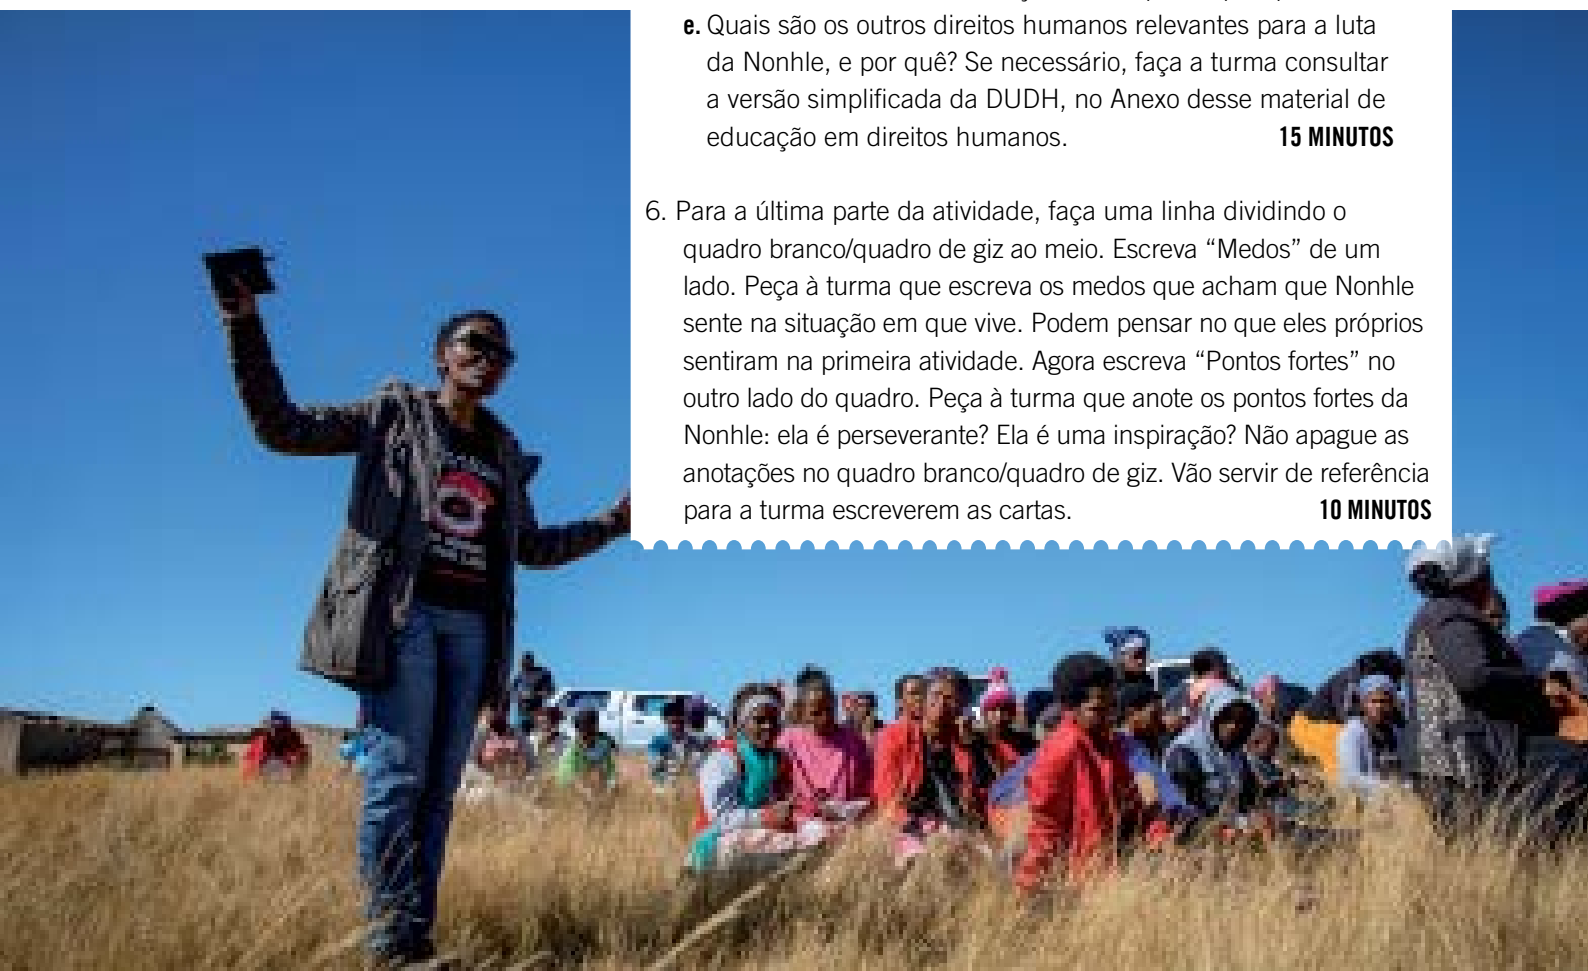 e. Quais são os outros direitos humanos relevantes para a luta
da Nonhle, e por quê? Se necessário, faça a turma consultar
a versão simplificada da DUDH, no Anexo desse material de
educação em direitos humanos. 15 MINUTOS
6. Para a última parte da atividade, faça uma linha dividindo o
quadro branco/quadro de giz ao meio. Escreva “Medos” de um
lado. Peça à turma que escreva os medos que acham que Nonhle
sente na situação em que vive. Podem pensar no que eles próprios
sentiram na primeira atividade. Agora escreva “Pontos fortes” no
outro lado do quadro. Peça à turma que anote os pontos fortes da
Nonhle: ela é perseverante? Ela é uma inspiração? Não apague as
anotações no quadro branco/quadro de giz. Vão servir de referência
para a turma escreverem as cartas. 10 MINUTOS